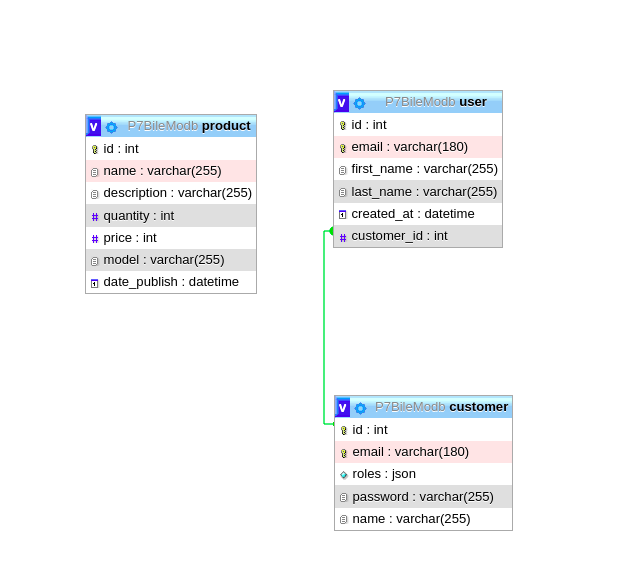 V P7BileModb product
id : int
name : varchar(255)
description : varchar(255)
# quantity : int
# price : int
model : varchar(255)
date_publish : datetime
V P7BileModb user
id : int
email : varchar(180)
first_name : varchar(255)
last_name : varchar(255)
created_at : datetime
# customer_id : int
V P7BileModb customer
id : int
email : varchar(180)
roles : json
password : varchar(255)
name : varchar(255)